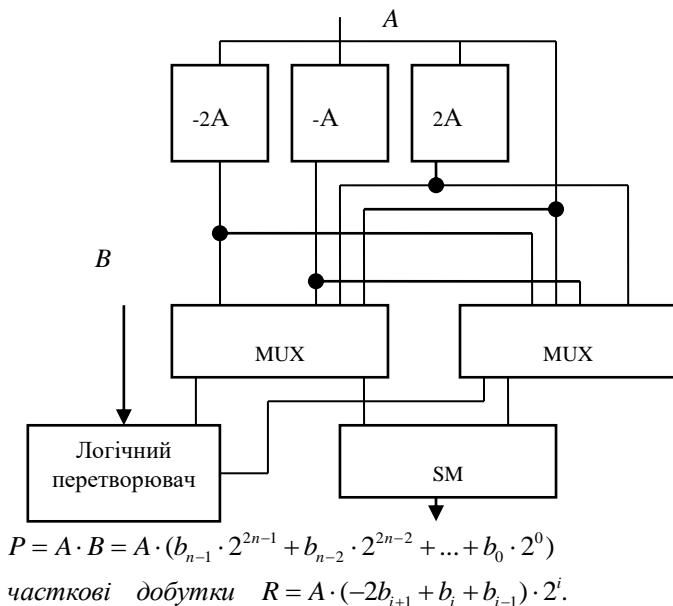 A
-2A -A 2A
B
MUX MUX
Логічний
перетворювач
SM
P = A · B = A · (b_{n-1} · 2^{2n-1} + b_{n-2} · 2^{2n-2} + ... + b_0 · 2^0)
часткові добутки R = A · (-2b_{i+1} + b_i + b_{i-1}) · 2^i.